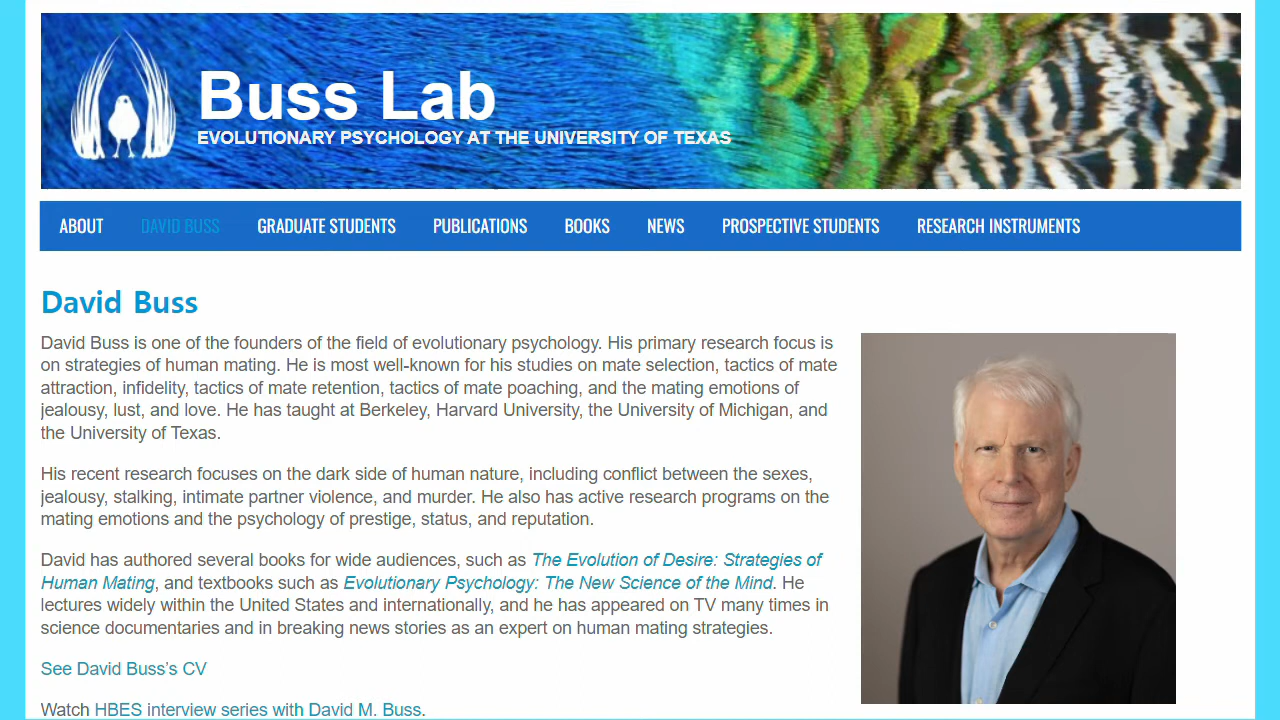 Buss Lab
EVOLUTIONARY PSYCHOLOGY AT THE UNIVERSITY OF TEXAS
ABOUT DAVID BUSS GRADUATE STUDENTS PUBLICATIONS BOOKS NEWS PROSPECTIVE STUDENTS RESEARCH INSTRUMENTS
David Buss
David Buss is one of the founders of the field of evolutionary psychology. His primary research focus is
on strategies of human mating. He is most well-known for his studies on mate selection, tactics of mate
attraction, infidelity, tactics of mate retention, tactics of mate poaching, and the mating emotions of
jealousy, lust, and love. He has taught at Berkeley, Harvard University, the University of Michigan, and
the University of Texas.
His recent research focuses on the dark side of human nature, including conflict between the sexes,
jealousy, stalking, intimate partner violence, and murder. He also has active research programs on the
mating emotions and the psychology of prestige, status, and reputation.
David has authored several books for wide audiences, such as The Evolution of Desire: Strategies of
Human Mating, and textbooks such as Evolutionary Psychology: The New Science of the Mind. He
lectures widely within the United States and internationally, and he has appeared on TV many times in
science documentaries and in breaking news stories as an expert on human mating strategies.
See David Buss’s CV
Watch HBES interview series with David M. Buss.